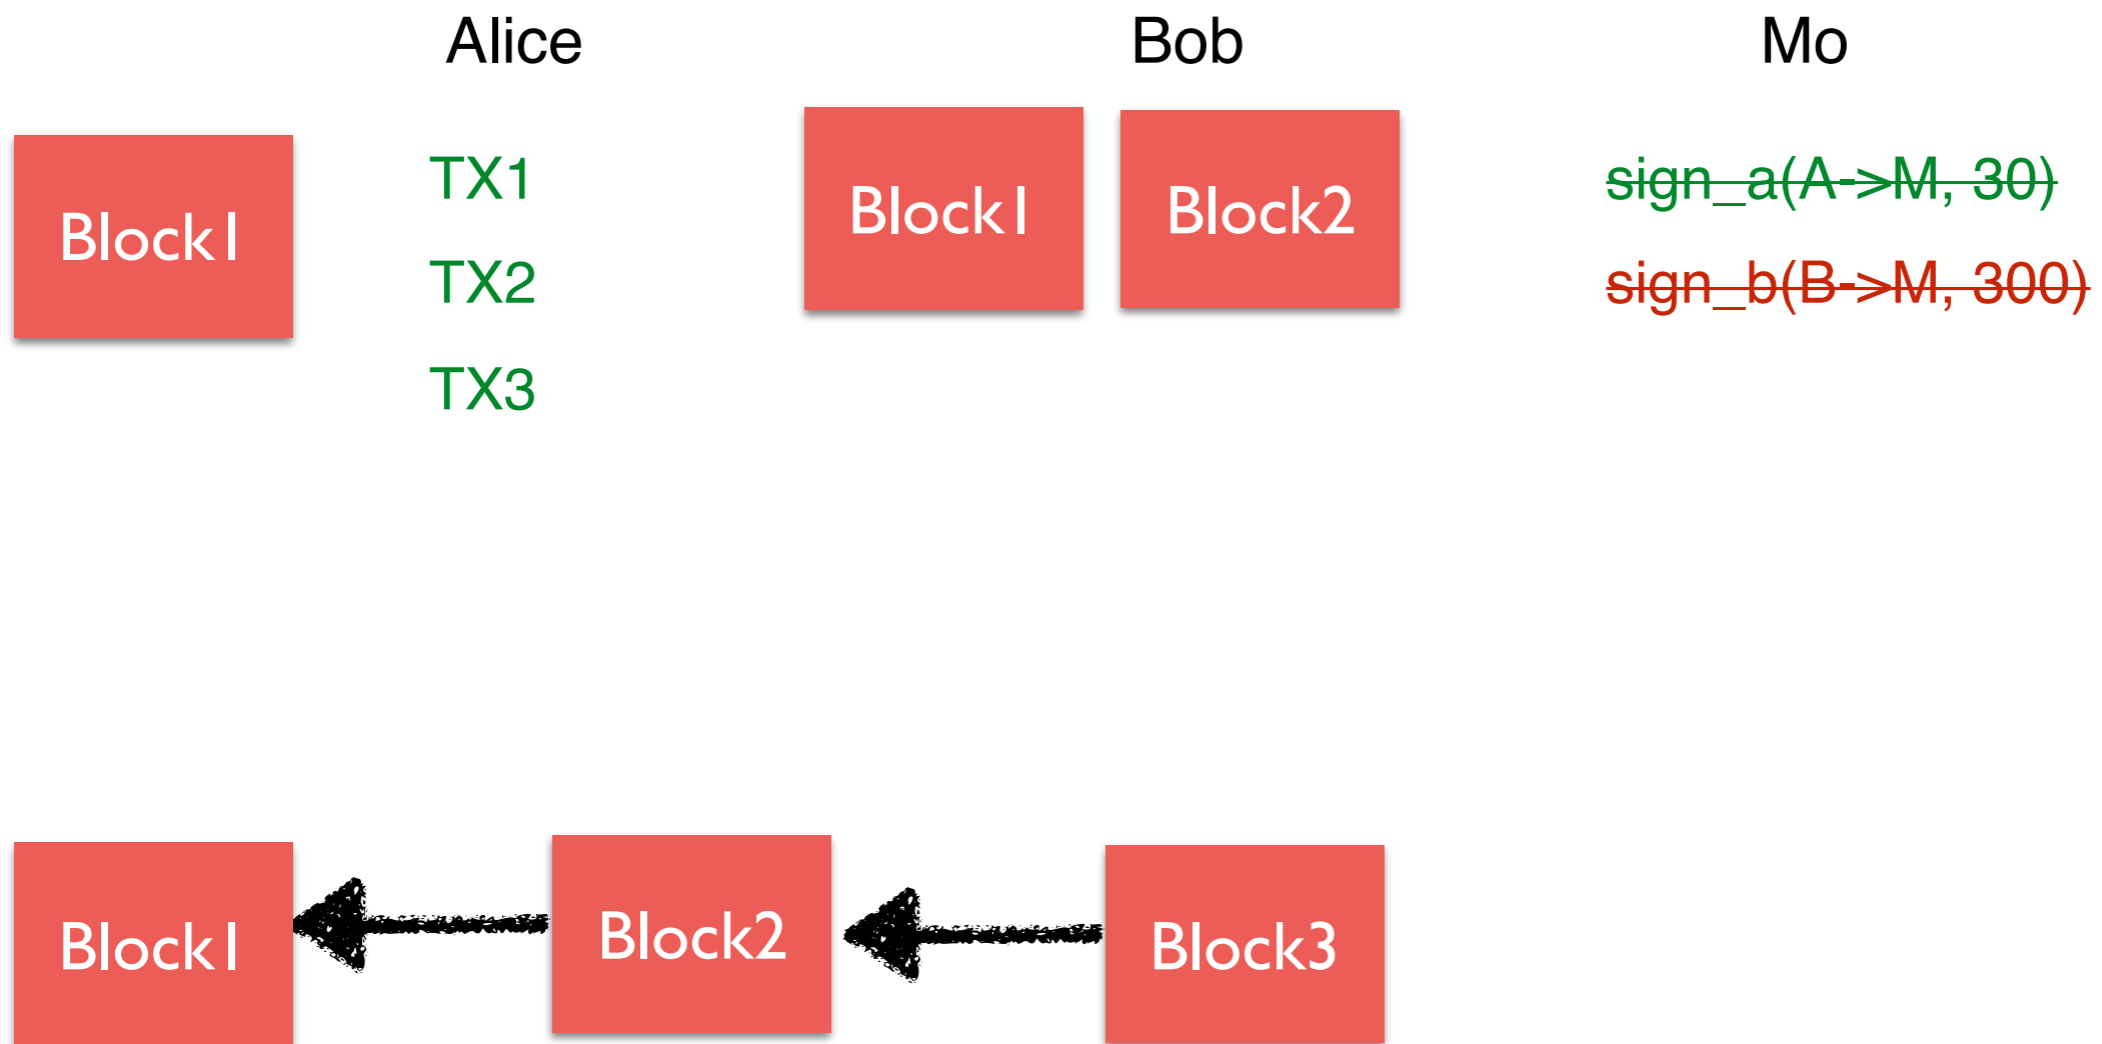 Alice
Bob
Mo
Block1
TX1
TX2
TX3
Block1
Block2
sign_a(A->M, 30)
sign_b(B->M, 300)
Block1
Block2
Block3